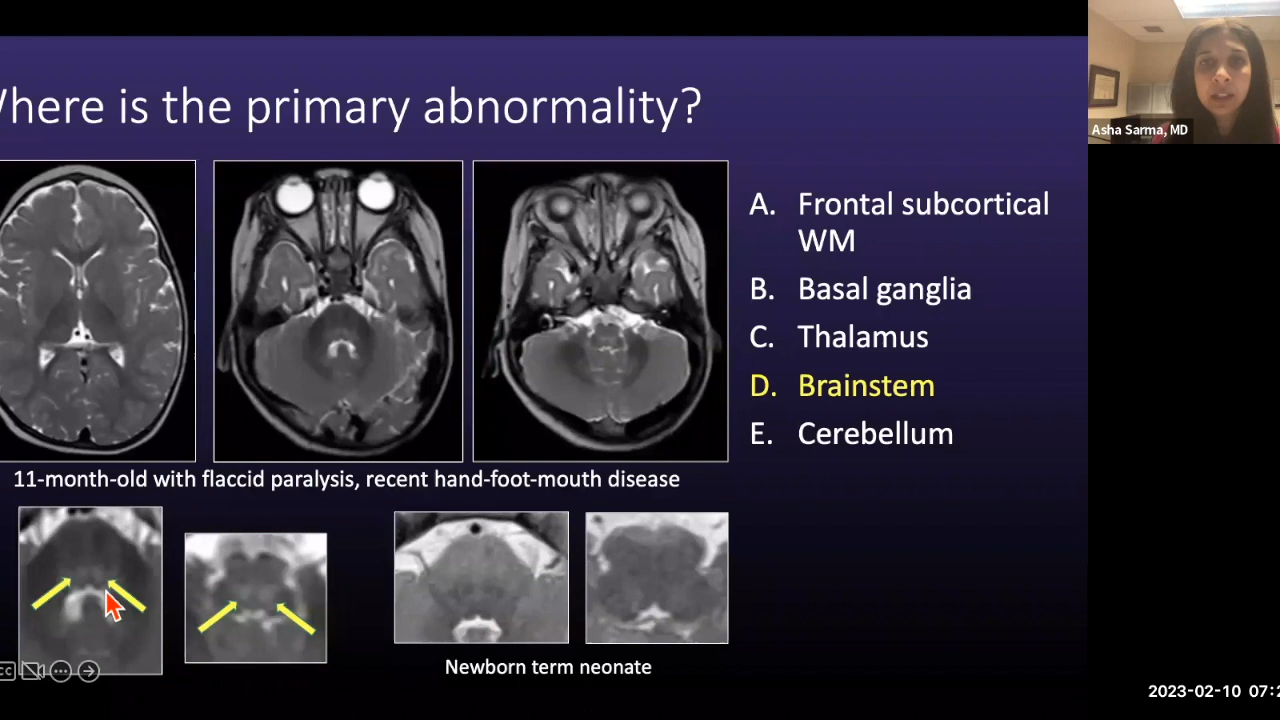 Where is the primary abnormality?
Asha Sarma, MD
A. Frontal subcortical
WM
B. Basal ganglia
C. Thalamus
D. Brainstem
E. Cerebellum
11-month-old with flaccid paralysis, recent hand-foot-mouth disease
Newborn term neonate
CC
2023-02-10 07:2